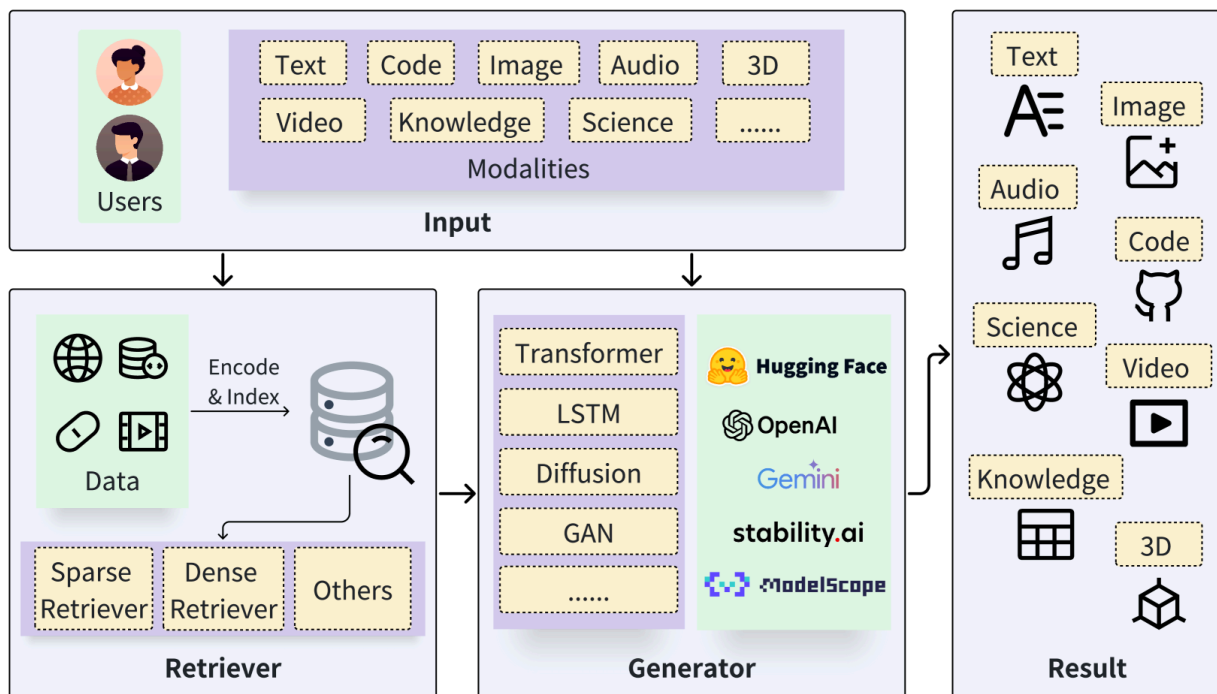 Users
Text
Code
Image
Audio
3D
Video
Knowledge
Science
......
Modalities
Input
Data
Encode
& Index
Sparse
Retriever
Dense
Retriever
Others
Retriever
Transformer
LSTM
Diffusion
GAN
......
Hugging Face
OpenAI
Gemini
stability.ai
ModelScope
Generator
Text
Image
Audio
Code
Science
Video
Knowledge
3D
Result